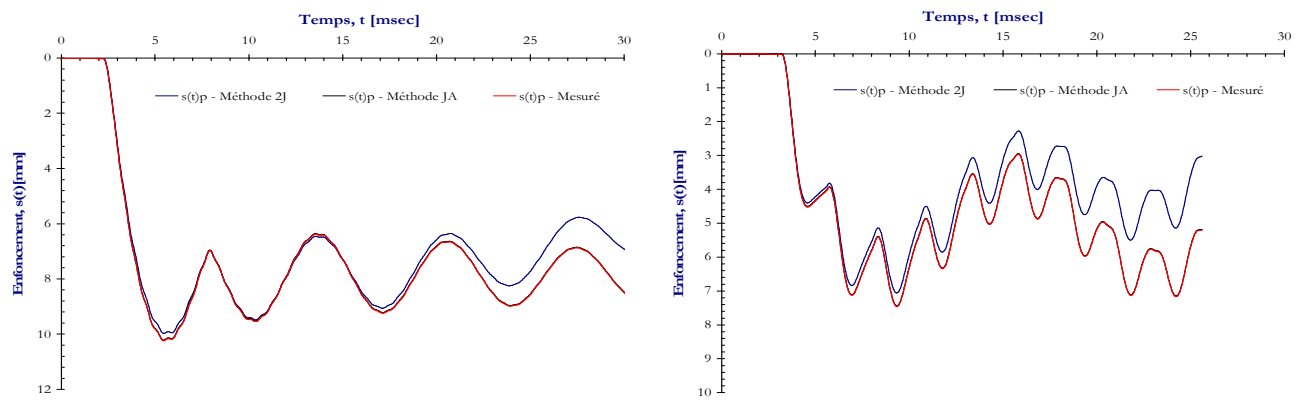 Temps, t [msec]
0 5 10 15 20 25 30
0
2
4
6
8
10
12
Enfoncement, s(t)[mm]
s(t)p - Méthode 2J s(t)p - Méthode JA s(t)p - Mesuré
Temps, t [msec]
0 5 10 15 20 25 30
0
1
2
3
4
5
6
7
8
9
10
Enfoncement, s(t) [mm]
s(t)p - Méthode 2J s(t)p - Méthode JA s(t)p - Mesuré